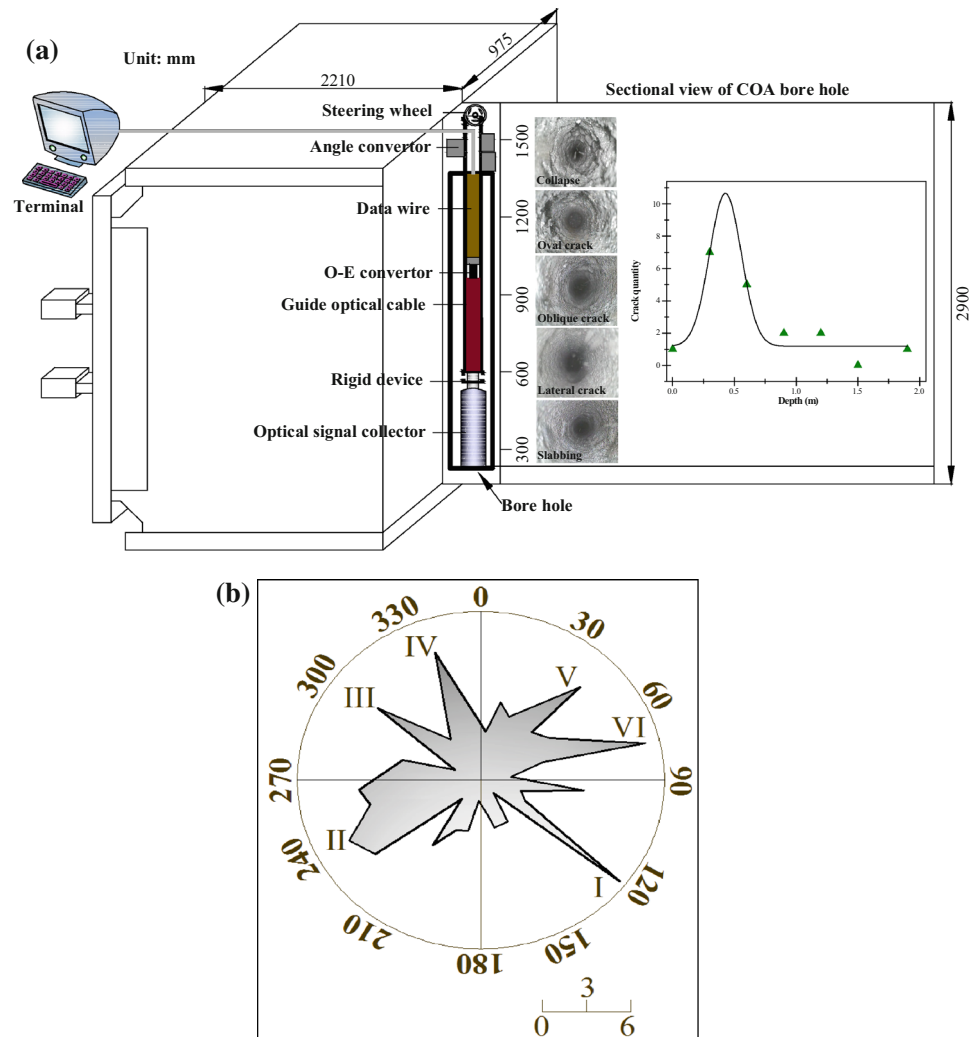 (a)
Unit: mm
2210
975
Terminal
Steering wheel
Angle convertor
Data wire
O-E convertor
Guide optical cable
Rigid device
Optical signal collector
Bore hole
1500
1200
900
600
300
Sectional view of COA bore hole
Collapse
Oval crack
Oblique crack
Lateral crack
Slabbing
Crack quantity
10
8
6
4
2
0
0.0
0.5
1.0
1.5
2.0
Depth (m)
2900
(b)
0
30
60
90
120
150
180
210
240
270
300
330
I
II
III
IV
V
VI
3
0
6